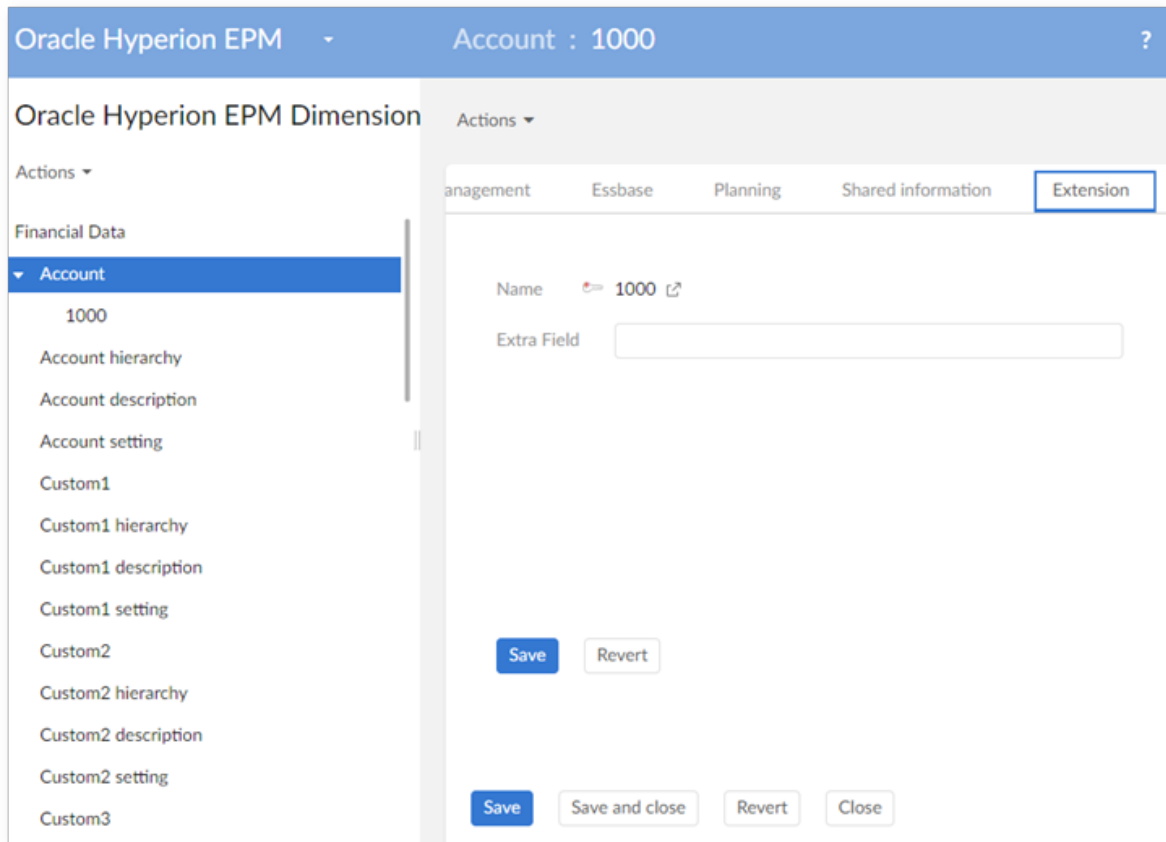 Oracle Hyperion EPM
Account : 1000
?
Oracle Hyperion EPM Dimension
Actions
Financial Data
Account
1000
Account hierarchy
Account description
Account setting
Custom1
Custom1 hierarchy
Custom1 description
Custom1 setting
Custom2
Custom2 hierarchy
Custom2 description
Custom2 setting
Custom3
Actions
anagement Essbase Planning Shared information Extension
Name 1000
Extra Field
Save Revert
Save Save and close Revert Close